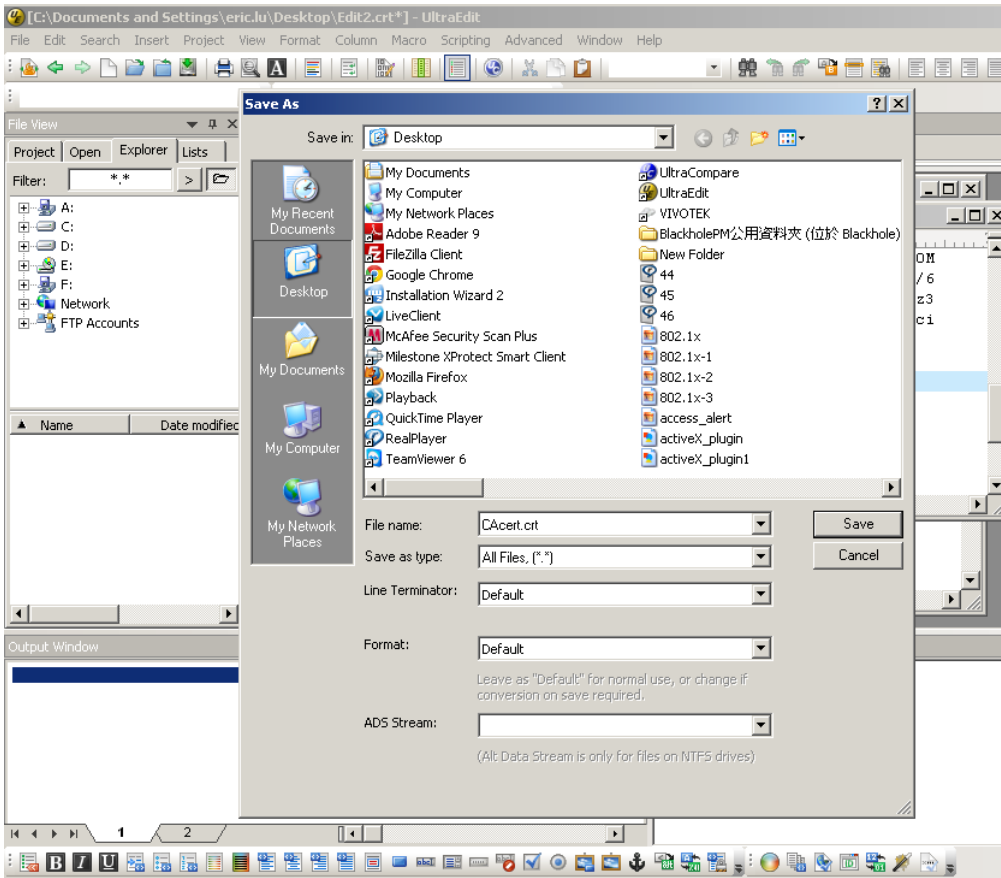 [C:\Documents and Settings\eric.lu\Desktop\Edit2.crt*] - UltraEdit
File Edit Search Insert Project View Format Column Macro Scripting Advanced Window Help
Save As
File View
Project Open Explorer Lists
Filter: *.*
A:
C:
D:
E:
F:
Network
FTP Accounts
Name Date modified
Save in: Desktop
My Recent Documents
Desktop
My Documents
My Computer
My Network Places
My Documents
My Computer
My Network Places
Adobe Reader 9
FileZilla Client
Google Chrome
Installation Wizard 2
LiveClient
McAfee Security Scan Plus
Milestone XProtect Smart Client
Mozilla Firefox
Playback
QuickTime Player
RealPlayer
TeamViewer 6
UltraCompare
UltraEdit
VIVOTEK
BlackholePM公用資料夾 (位於 Blackhole)
New Folder
44
45
46
802.1x
802.1x-1
802.1x-2
802.1x-3
access_alert
activeX_plugin
activeX_plugin1
OM
/6
z3
ci
File name: CAcert.crt Save
Save as type: All Files, (*.*) Cancel
Line Terminator: Default
Format: Default
Leave as "Default" for normal use, or change if
conversion on save required.
ADS Stream:
(Alt Data Stream is only for files on NTFS drives)
Output Window
1 2
B I U